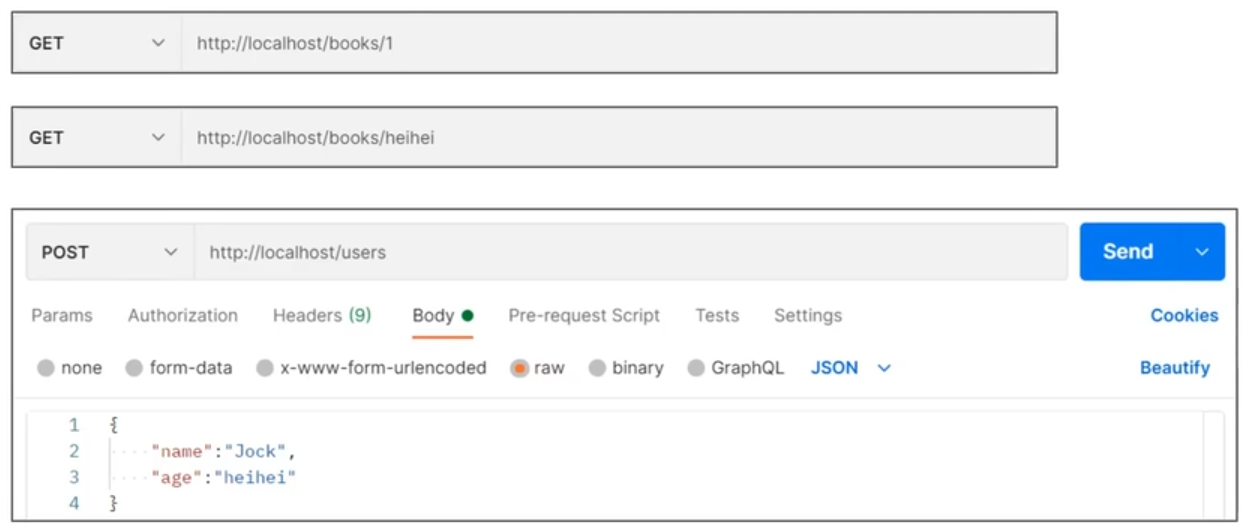 GET http://localhost/books/1
GET http://localhost/books/heihei
POST http://localhost/users Send
Params Authorization Headers (9) Body Pre-request Script Tests Settings Cookies
none form-data x-www-form-urlencoded raw binary GraphQL JSON Beautify
1 {
2 "name":"Jock",
3 "age":"heihei"
4 }